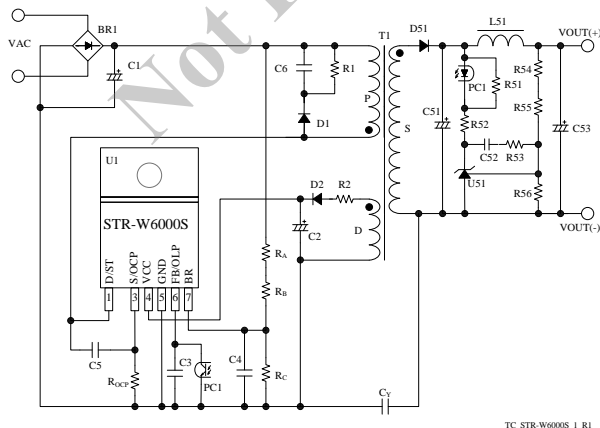 Not
BR1
VAC
C1
C6
R1
P
D1
T1
D51
L51
VOUT(+)
PC1
R51
R54
R55
C51
R52
C53
S
C52
R53
U51
R56
VOUT(-)
U1
STR-W6000S
D2
R2
C2
D
D/ST
S/OCP
VCC
GND
FB/OLP
BR
1
3
4
5
6
7
RA
RB
RC
C5
ROCP
C3
PC1
C4
CY
TC_STR-W6000S_1_R1